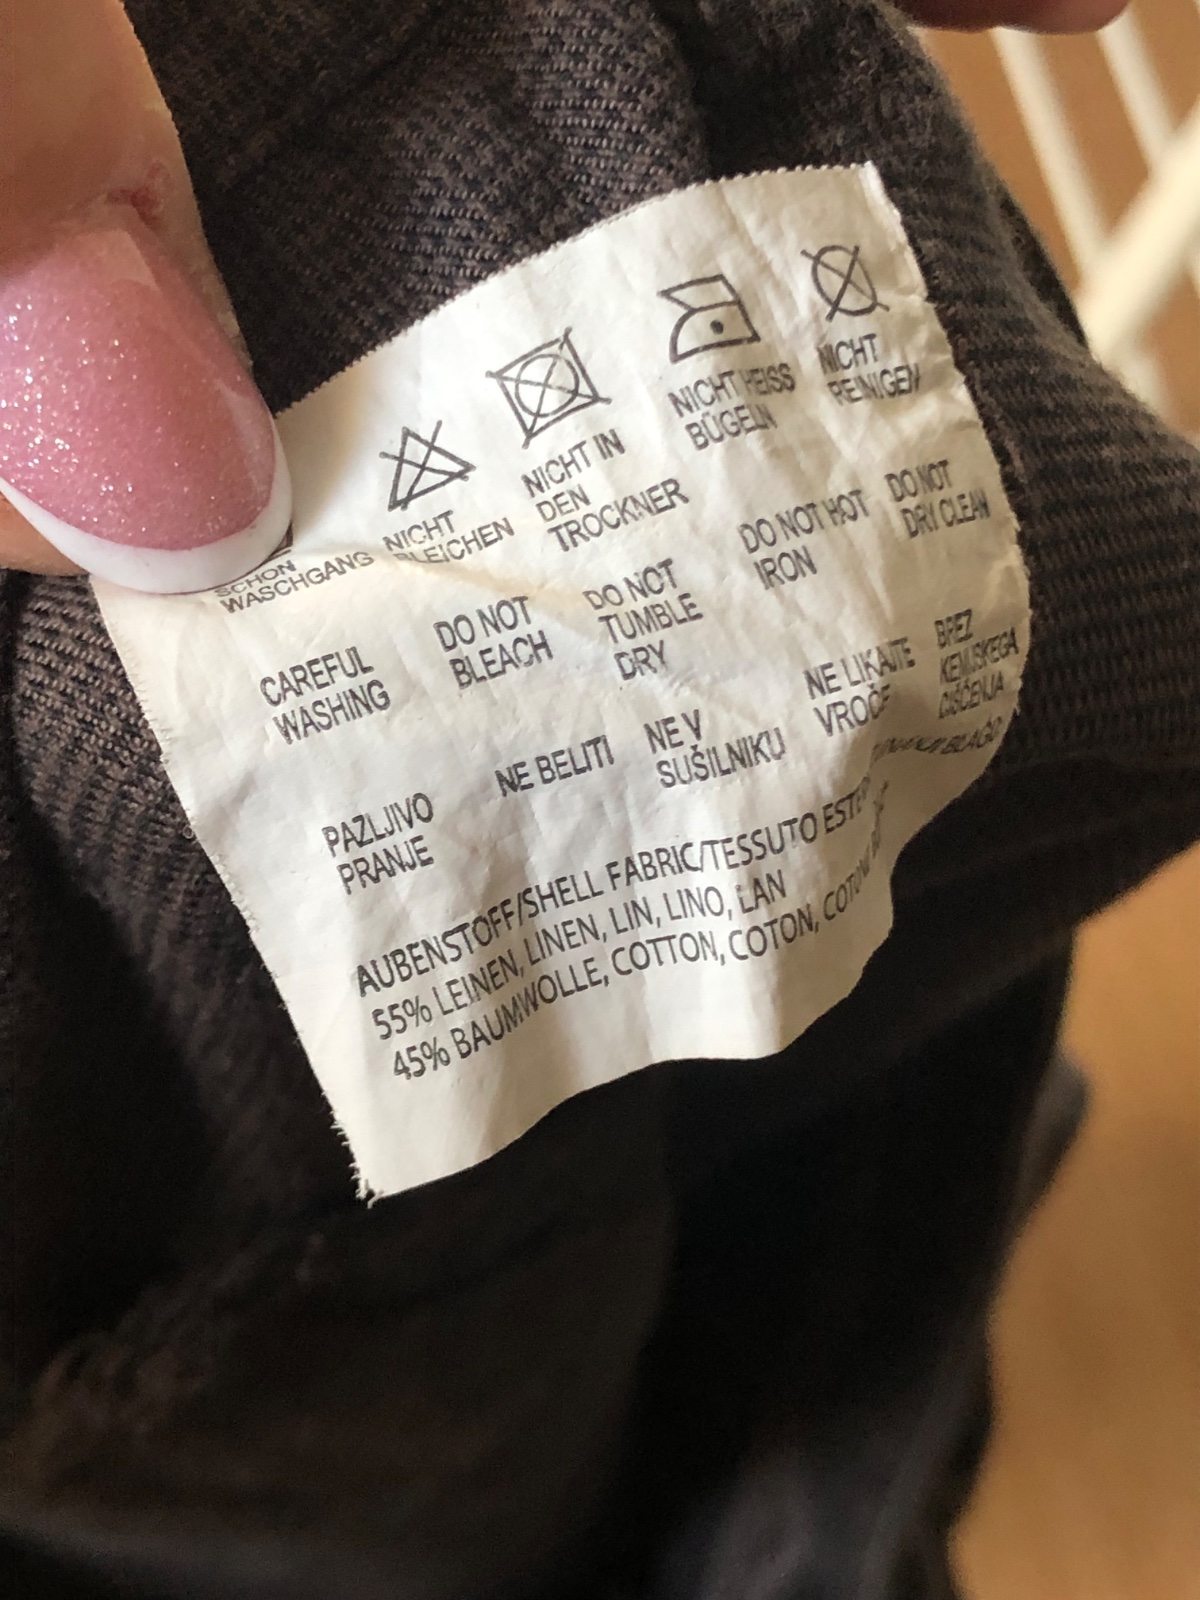 SCHON
WASCHGANG
NICHT
BLEICHEN
NICHT IN
DEN
TROCKNER
NICHT HEISS
BÜGELN
NICHT
REINIGEN
CAREFUL
WASHING
DO NOT
BLEACH
DO NOT
TUMBLE
DRY
DO NOT HOT
IRON
DO NOT
DRY CLEAN
PAZLJIVO
PRANJE
NE BELITI
NE V
SUŠILNIKU
NE LIKAJTE
VROČE
BREZ
KEMIJSKEGA
ČIŠČENJA
AUBENSTOFF/SHELL FABRIC/TESSUTO BLAGO
55% LEINEN, LINEN, LIN, LINO, LAN
45% BAUMWOLLE, COTTON, COTON,